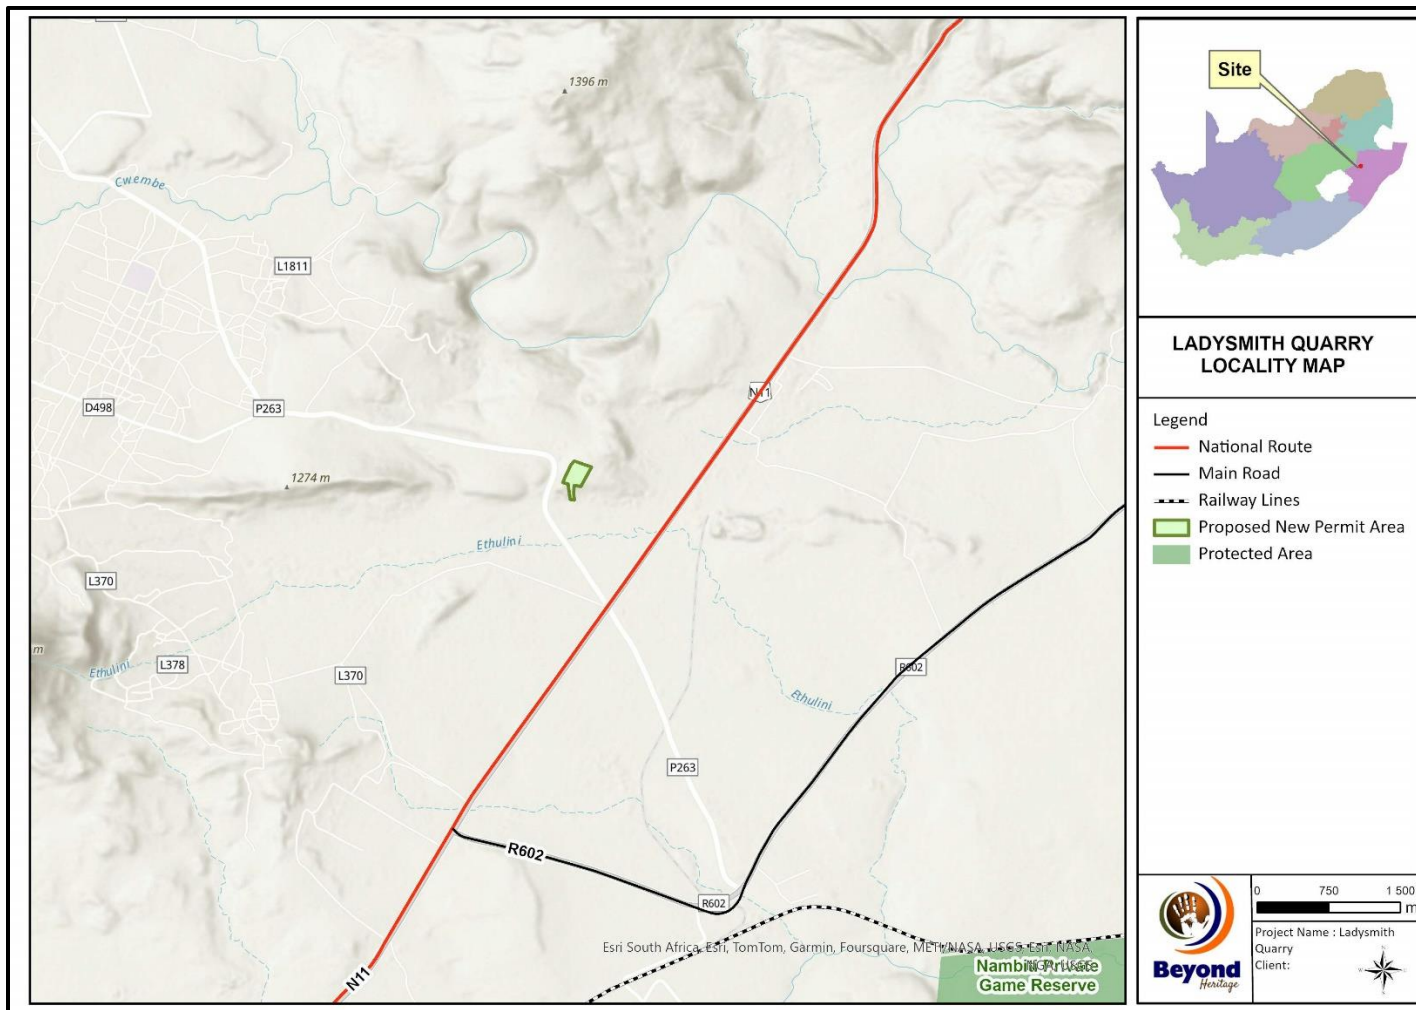 1396 m
Cwembe
L1811
N11
D498
P263
1274 m
Ethulini
L370
m
L378
Ethulini
L370
R602
Ethulini
P263
R602
R602
N11
Esri South Africa, Esri, TomTom, Garmin, Foursquare, METI/NASA, USGS, Esri, NASA,
NGA, USGS
Nambiti Private
Game Reserve
Site
LADYSMITH QUARRY
LOCALITY MAP
Legend
National Route
Main Road
Railway Lines
Proposed New Permit Area
Protected Area
Beyond
Heritage
0 750 1 500
m
Project Name : Ladysmith
Quarry
Client: